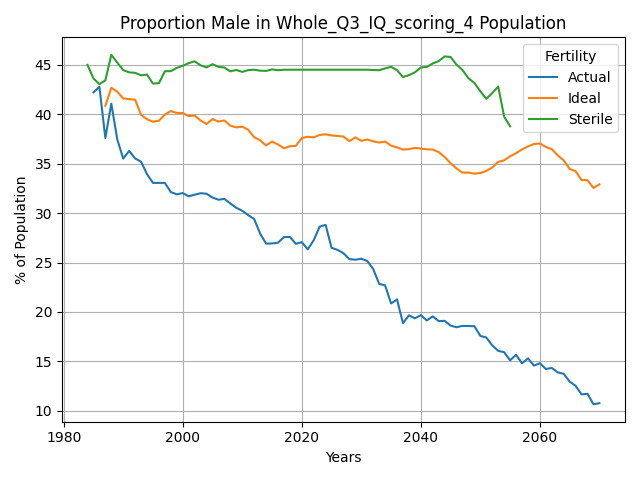 Proportion Male in Whole_Q3_IQ_scoring_4 Population
Fertility
Actual
Ideal
Sterile
% of Population
45
40
35
30
25
20
15
10
1980
2000
2020
2040
2060
Years